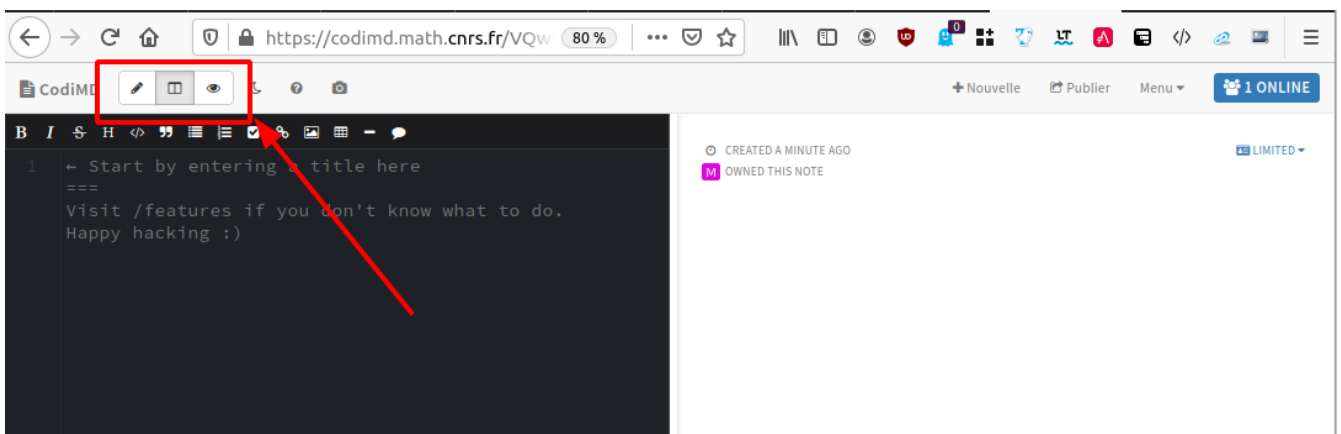 https://codimd.math.cnrs.fr/VQw 80 % 0
CodiMD + Nouvelle Publier Menu 1 ONLINE
B I S H </>
1 ← Start by entering a title here
===
Visit /features if you don't know what to do.
Happy hacking :)
CREATED A MINUTE AGO LIMITED
M OWNED THIS NOTE